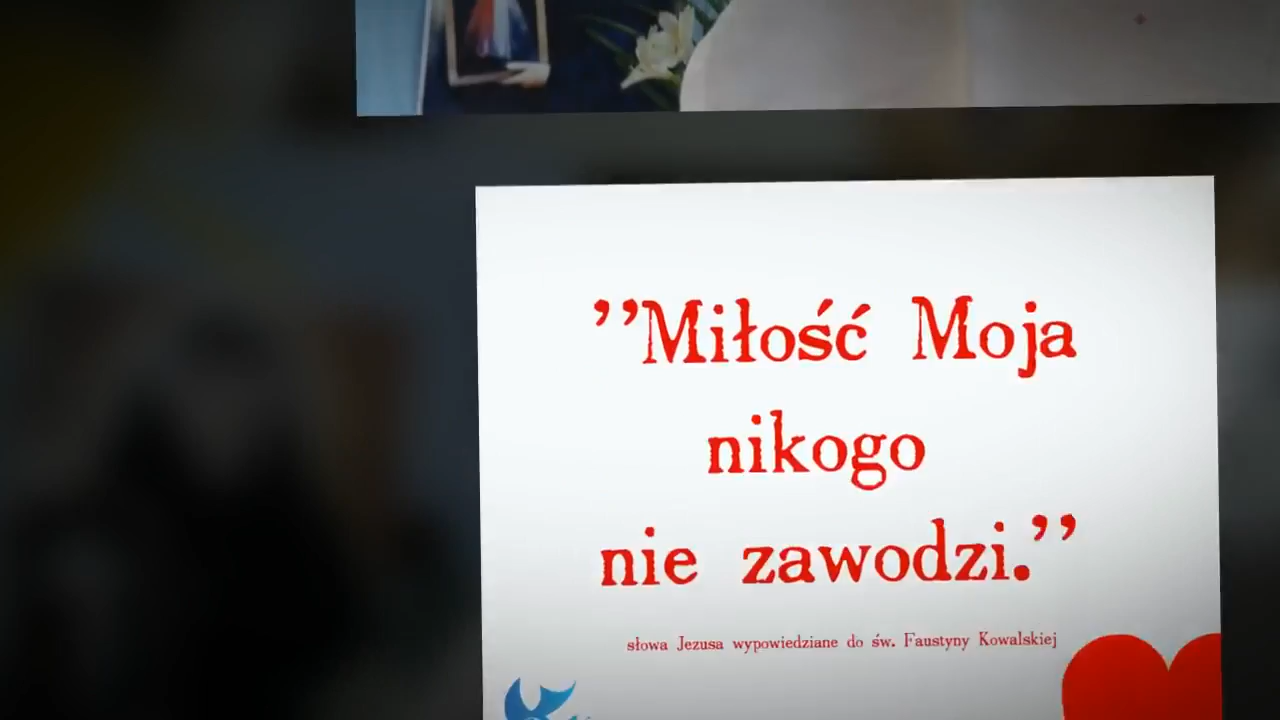 ’’Miłość Moja
nikogo
nie zawodzi.’’
słowa Jezusa wypowiedziane do św. Faustyny Kowalskiej